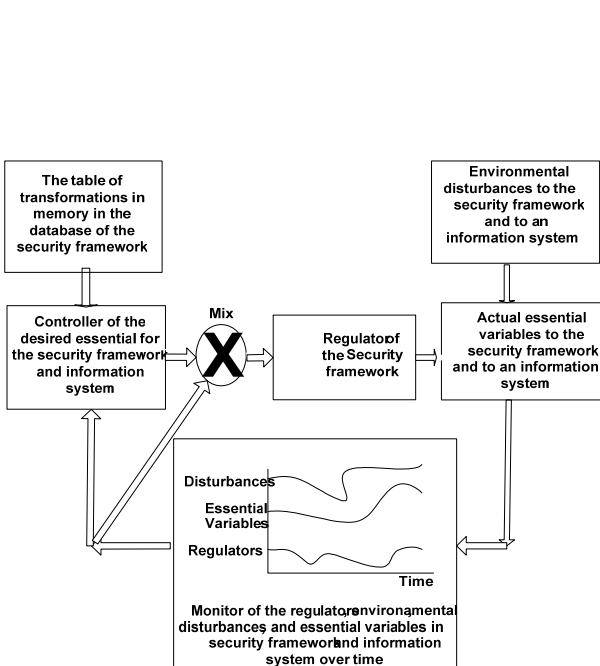 The table of
transformations in
memory in the
database of the
security framework
Environmental
disturbances to the
security framework
and to an
information system
Controller of the
desired essential for
the security framework
and information
system
Mix
X
Regulator of
the Security
framework
Actual essential
variables to the
security framework
and to an information
system
Disturbances
Essential
Variables
Regulators
Time
Monitor of the regulators, environamental
disturbances, and essential variables in
security framework and information
system over time